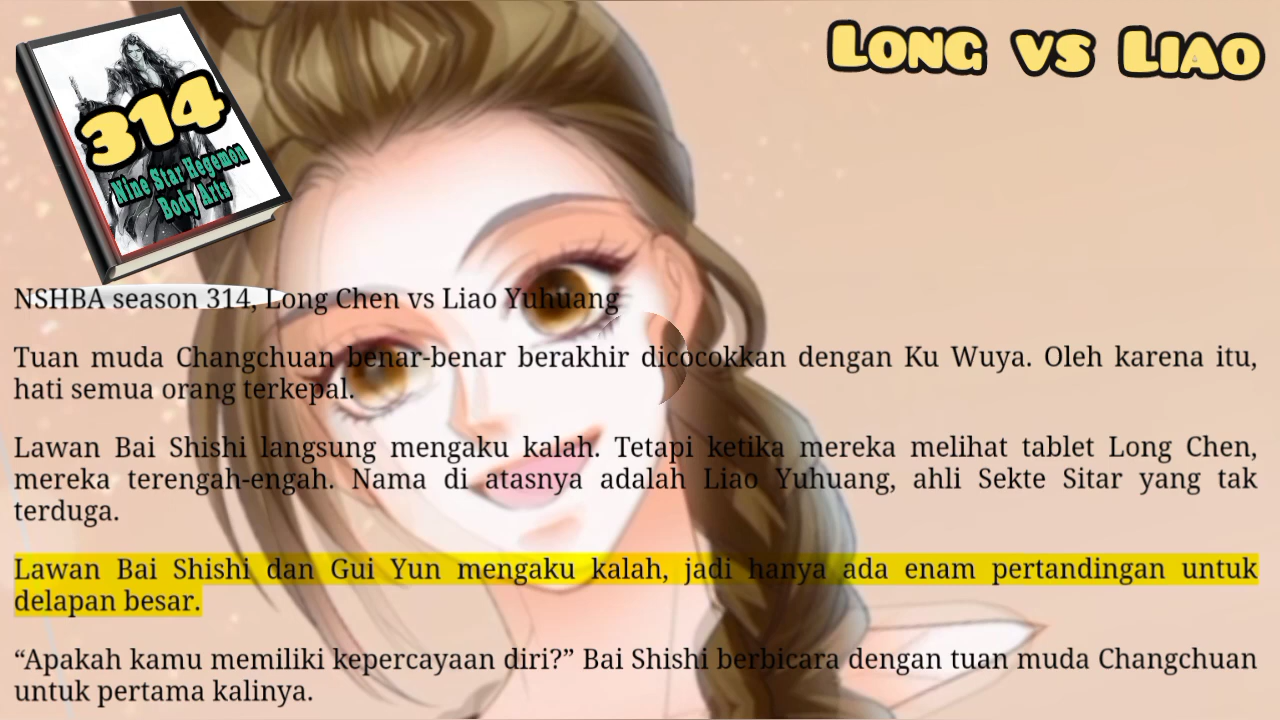 Long vs Liao
314
Nine Star Hegemon
Body Arts
NSHBA season 314, Long Chen vs Liao Yuhuang
Tuan muda Changchuan benar-benar berakhir dicocokkan dengan Ku Wuya. Oleh karena itu,
hati semua orang terkepal.
Lawan Bai Shishi langsung mengaku kalah. Tetapi ketika mereka melihat tablet Long Chen,
mereka terengah-engah. Nama di atasnya adalah Liao Yuhuang, ahli Sekte Sitar yang tak
terduga.
Lawan Bai Shishi dan Gui Yun mengaku kalah, jadi hanya ada enam pertandingan untuk
delapan besar.
“Apakah kamu memiliki kepercayaan diri?” Bai Shishi berbicara dengan tuan muda Changchuan
untuk pertama kalinya.